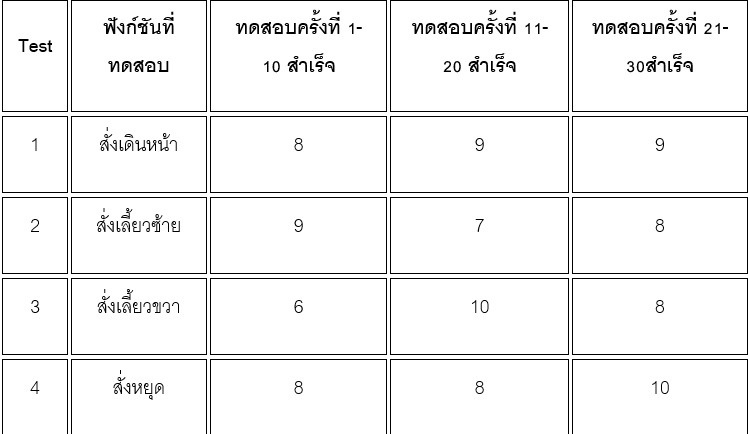 Test
ฟังก์ชันที่
ทดสอบ
ทดสอบครั้งที่ 1-
10 สำเร็จ
ทดสอบครั้งที่ 11-
20 สำเร็จ
ทดสอบครั้งที่ 21-
30สำเร็จ
1 สั่งเดินหน้า 8 9 9
2 สั่งเลี้ยวซ้าย 9 7 8
3 สั่งเลี้ยวขวา 6 10 8
4 สั่งหยุด 8 8 10